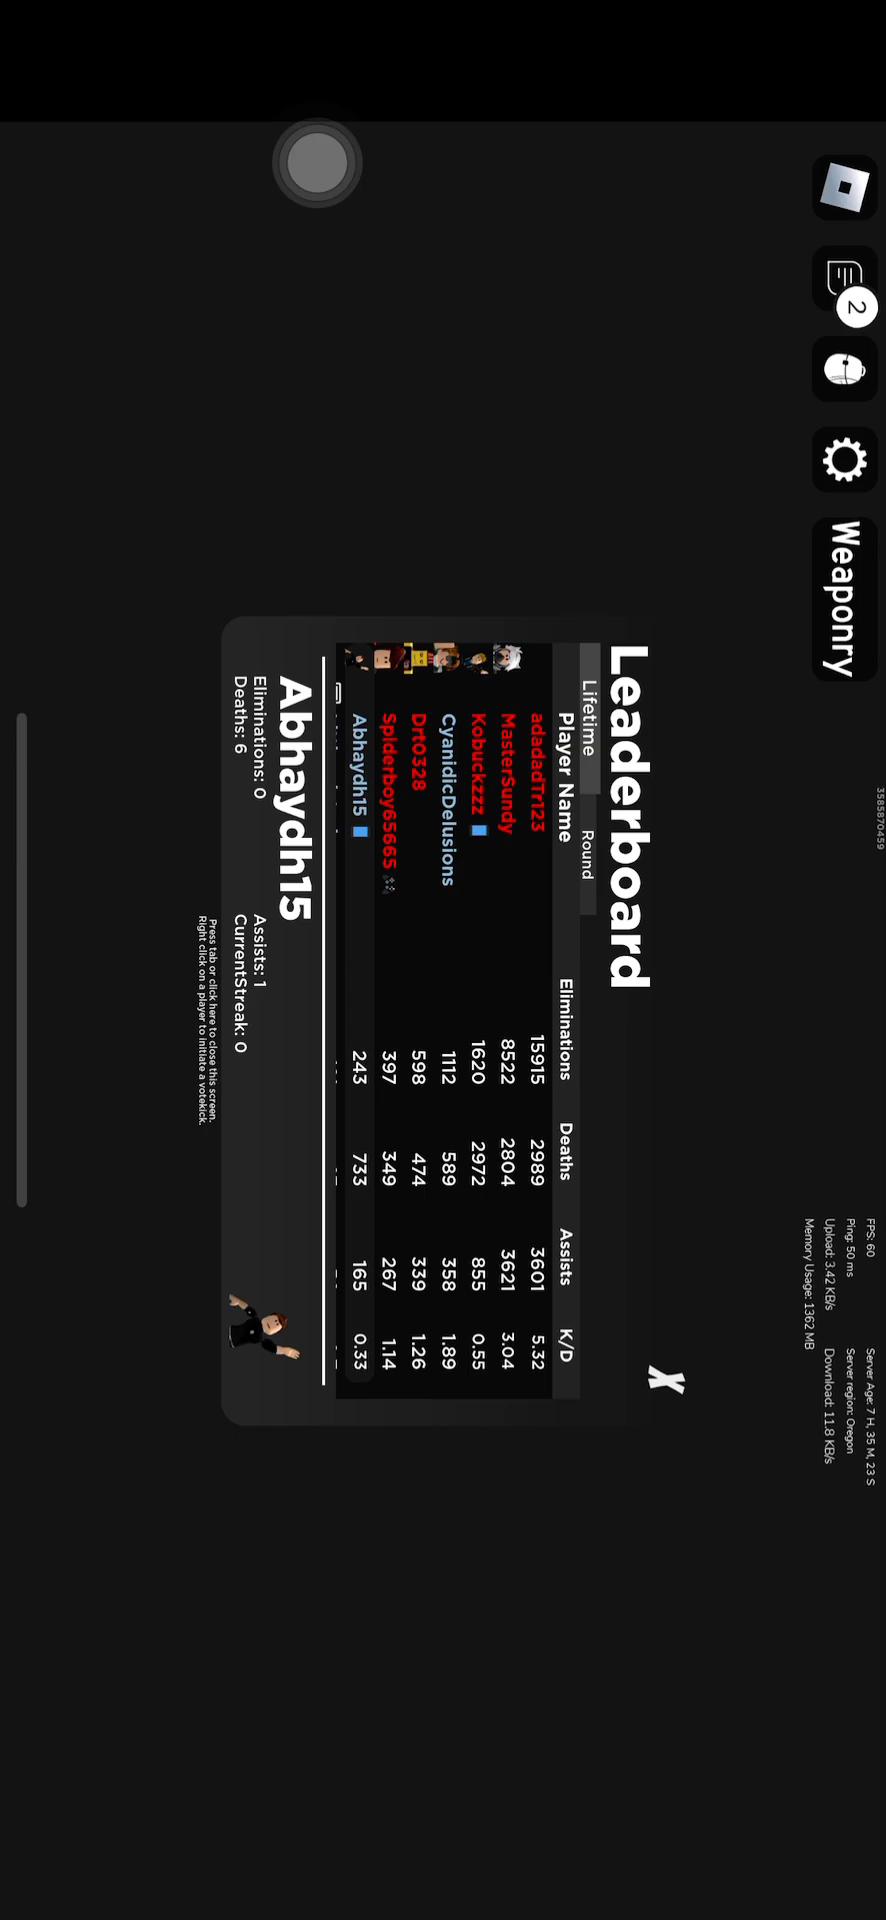 2
Weaponry
3585870459
FPS: 60
Server Age: 7 H, 35 M, 23 S
Ping: 50 ms
Server region: Oregon
Upload: 3.42 KB/s
Download: 11.8 KB/s
Memory Usage: 1362 MB
Leaderboard
X
Lifetime Round
Player Name Eliminations Deaths Assists K/D
adadadTr123 15915 2989 3601 5.32
MasterSundy 8522 2804 3621 3.04
Kobuckzzz 1620 2972 855 0.55
CyanidicDelusions 1112 589 358 1.89
Drt0328 598 474 339 1.26
Spiderboy65665 397 349 267 1.14
Abhaydh15 243 733 165 0.33
Abhaydh15
Eliminations: 0 Assists: 1
Deaths: 6 CurrentStreak: 0
Press tab or click here to close this screen.
Right click on a player to initiate a votekick.